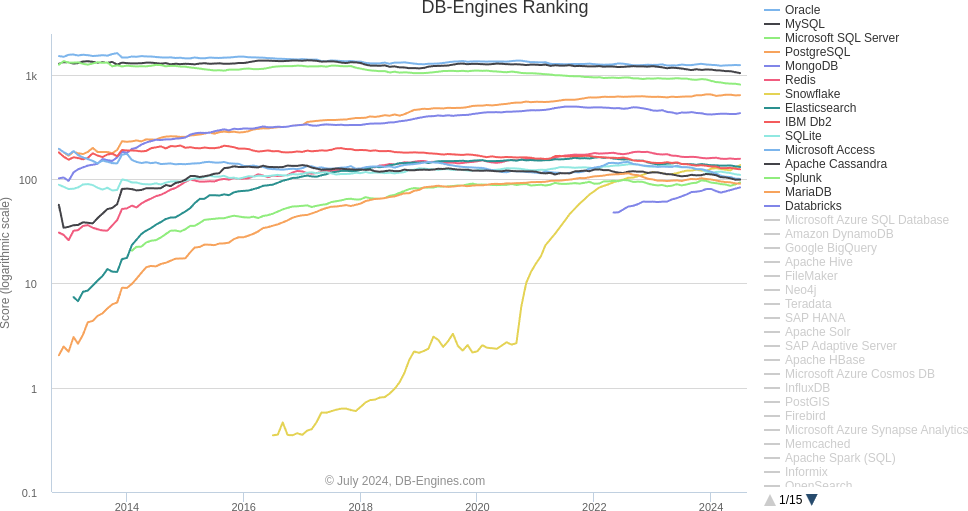 DB-Engines Ranking
Score (logarithmic scale)
1k
100
10
1
0.1
2014
2016
2018
2020
2022
2024
© July 2024, DB-Engines.com
Oracle
MySQL
Microsoft SQL Server
PostgreSQL
MongoDB
Redis
Snowflake
Elasticsearch
IBM Db2
SQLite
Microsoft Access
Apache Cassandra
Splunk
MariaDB
Databricks
Microsoft Azure SQL Database
Amazon DynamoDB
Google BigQuery
Apache Hive
FileMaker
Neo4j
Teradata
SAP HANA
Apache Solr
SAP Adaptive Server
Apache HBase
Microsoft Azure Cosmos DB
InfluxDB
PostGIS
Firebird
Microsoft Azure Synapse Analytics
Memcached
Apache Spark (SQL)
Informix
OpenSearch
1/15